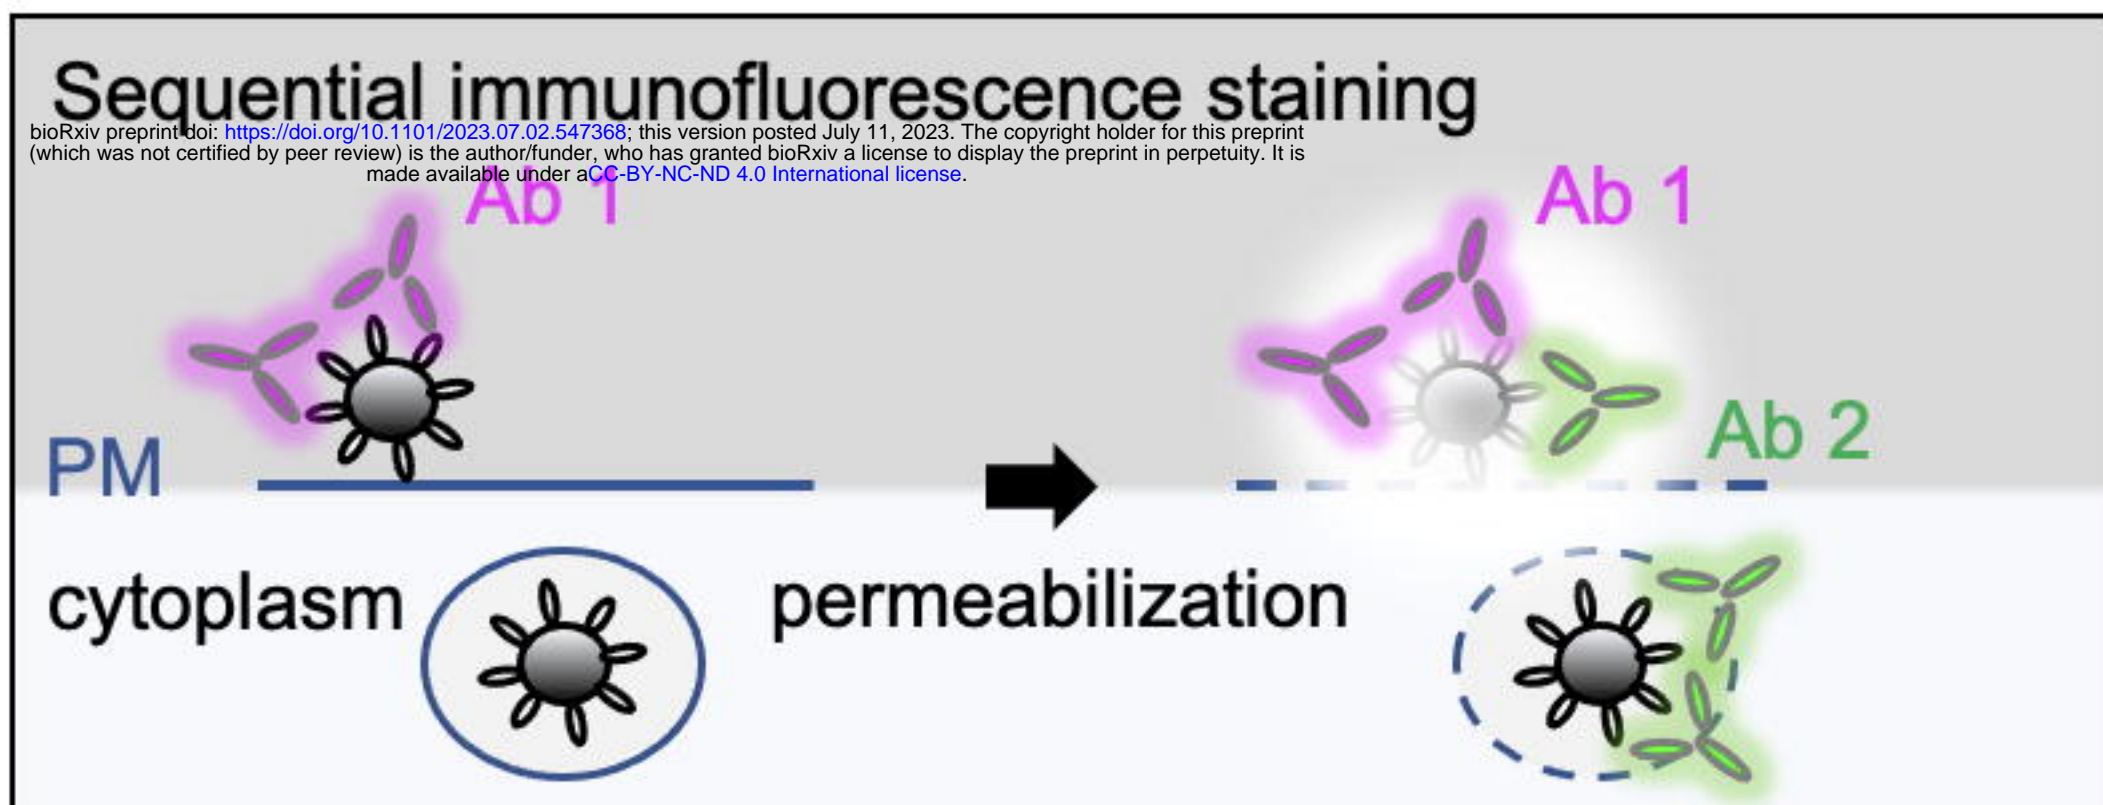 Sequential immunofluorescence staining
bioRxiv preprint doi: https://doi.org/10.1101/2023.07.02.547368; this version posted July 11, 2023. The copyright holder for this preprint
(which was not certified by peer review) is the author/funder, who has granted bioRxiv a license to display the preprint in perpetuity. It is
made available under aCC-BY-NC-ND 4.0 International license.
Ab 1
Ab 1
Ab 2
PM
cytoplasm
permeabilization